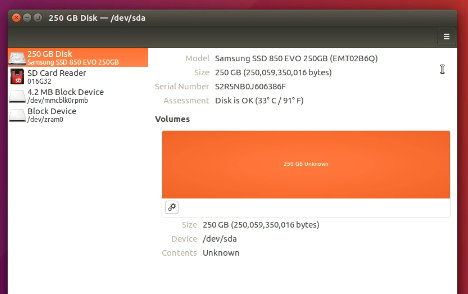 250 GB Disk — /dev/sda
250 GB Disk
Samsung SSD 850 EVO 250GB
SD Card Reader
016G32
4.2 MB Block Device
/dev/mmcblk0rpmb
Block Device
/dev/zram0
Model Samsung SSD 850 EVO 250GB (EMT02B6Q)
Size 250 GB (250,059,350,016 bytes)
Serial Number S2R5NB0J606386F
Assessment Disk is OK (33° C / 91° F)
Volumes
250 GB Unknown
Size 250 GB (250,059,350,016 bytes)
Device /dev/sda
Contents Unknown